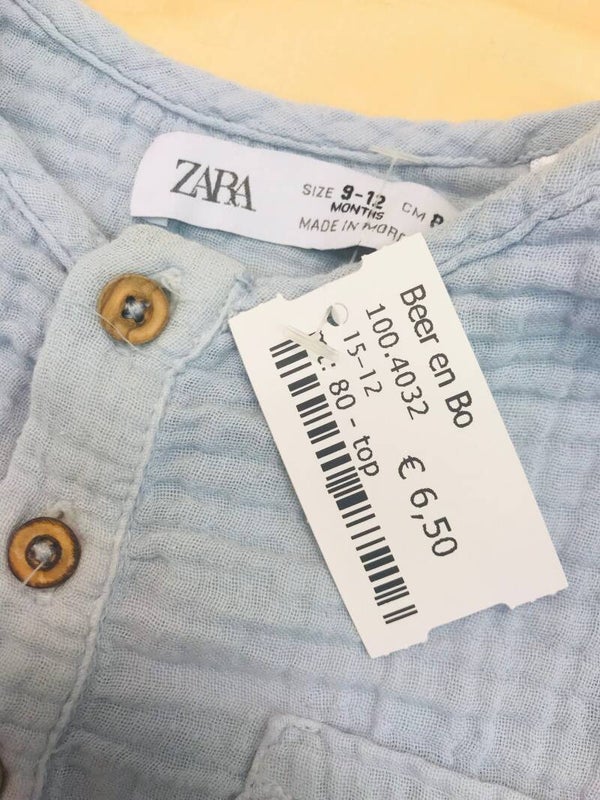 ZARA
SIZE 9-12
MONTHS
CM
MADE IN
Beer en Bo
100.4032
15-12
80 - top
€ 6,50